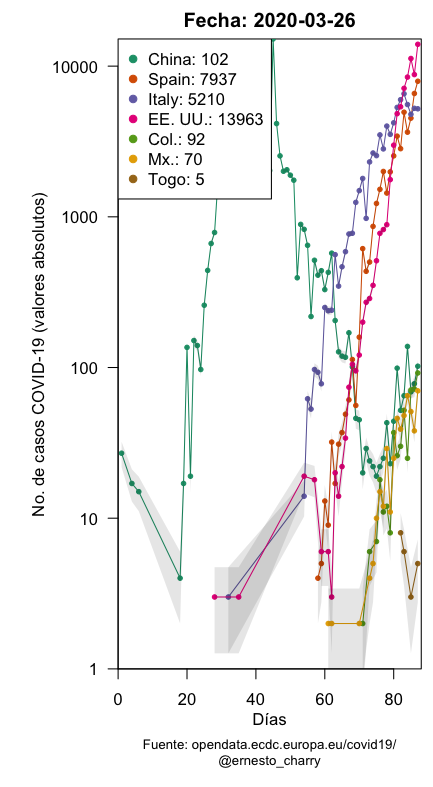 Fecha: 2020-03-26
China: 102
Spain: 7937
Italy: 5210
EE. UU.: 13963
Col.: 92
Mx.: 70
Togo: 5
No. de casos COVID-19 (valores absolutos)
10000
1000
100
10
1
0 20 40 60 80
Días
Fuente: opendata.ecdc.europa.eu/covid19/
@ernesto_charry